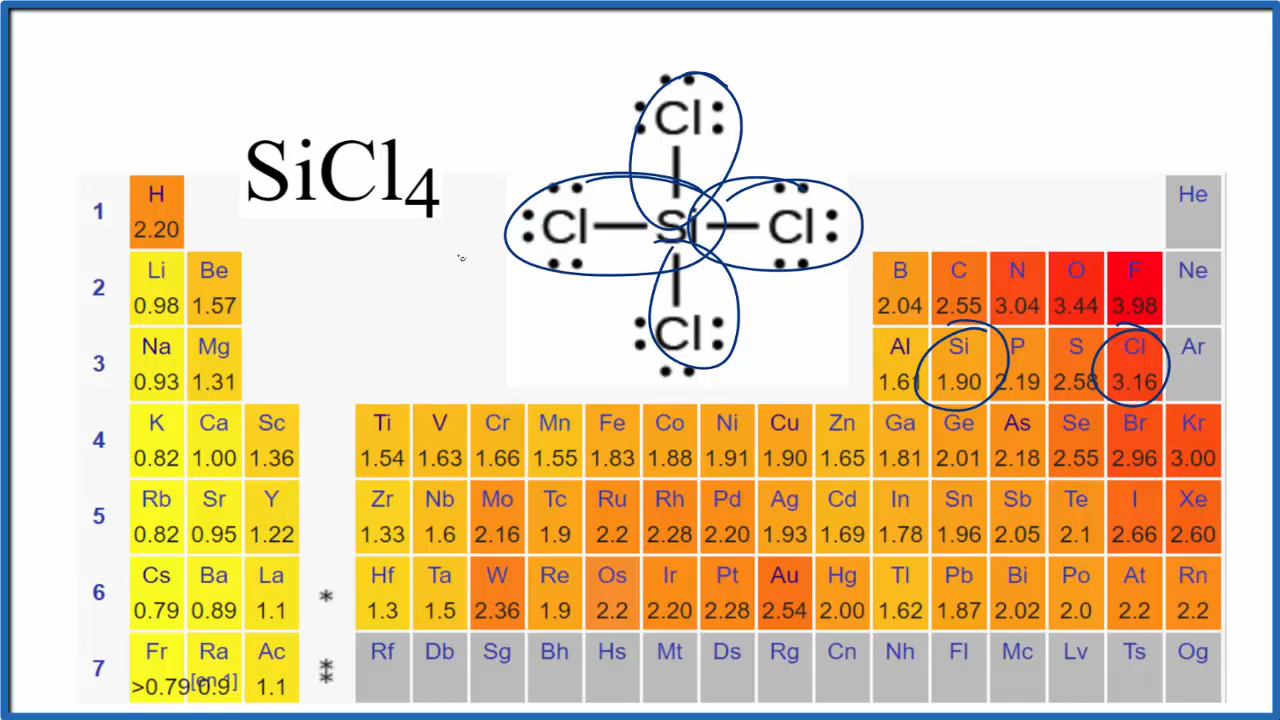 SiCl4
Cl
Cl Si Cl
Cl
1 H He
2.20
2 Li Be B C N O F Ne
0.98 1.57 2.04 2.55 3.04 3.44 3.98
3 Na Mg Al Si P S Cl Ar
0.93 1.31 1.61 1.90 2.19 2.58 3.16
4 K Ca Sc Ti V Cr Mn Fe Co Ni Cu Zn Ga Ge As Se Br Kr
0.82 1.00 1.36 1.54 1.63 1.66 1.55 1.83 1.88 1.91 1.90 1.65 1.81 2.01 2.18 2.55 2.96 3.00
5 Rb Sr Y Zr Nb Mo Tc Ru Rh Pd Ag Cd In Sn Sb Te I Xe
0.82 0.95 1.22 1.33 1.6 2.16 1.9 2.2 2.28 2.20 1.93 1.69 1.78 1.96 2.05 2.1 2.66 2.60
6 Cs Ba La * Hf Ta W Re Os Ir Pt Au Hg Tl Pb Bi Po At Rn
0.79 0.89 1.1 1.3 1.5 2.36 1.9 2.2 2.20 2.28 2.54 2.00 1.62 1.87 2.02 2.0 2.2 2.2
7 Fr Ra Ac ** Rf Db Sg Bh Hs Mt Ds Rg Cn Nh Fl Mc Lv Ts Og
>0.79 0.9 [en 1] 1.1